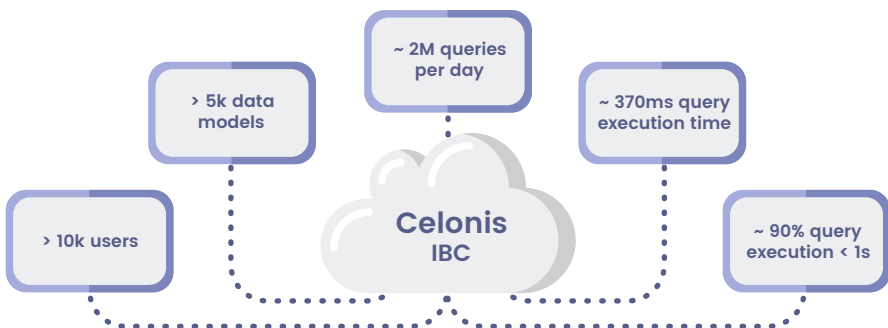 ~ 2M queries
per day
> 5k data
models
~ 370ms query
execution time
> 10k users
Celonis
IBC
~ 90% query
execution < 1s